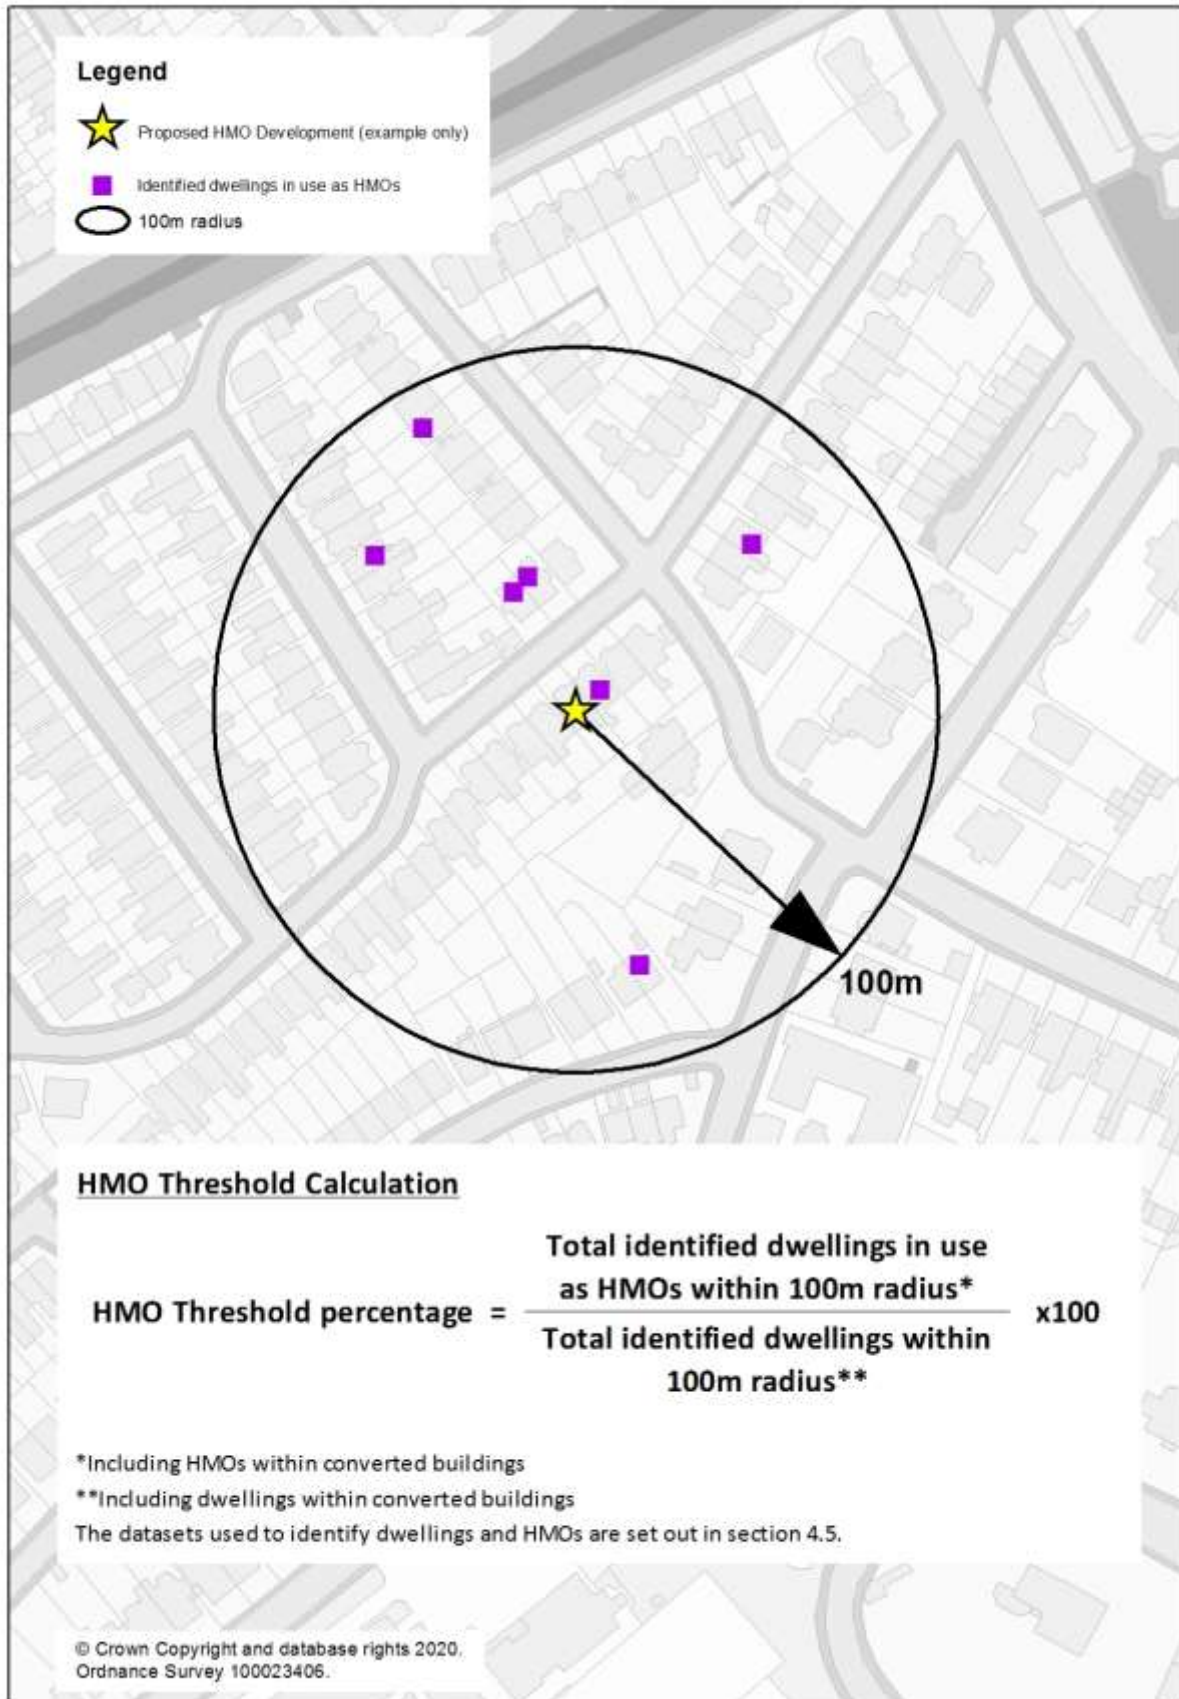 Legend
Proposed HMO Development (example only)
Identified dwellings in use as HMOs
100m radius
100m
HMO Threshold Calculation
Total identified dwellings in use
as HMOs within 100m radius*
HMO Threshold percentage = x100
Total identified dwellings within
100m radius**
*Including HMOs within converted buildings
**Including dwellings within converted buildings
The datasets used to identify dwellings and HMOs are set out in section 4.5.
© Crown Copyright and database rights 2020.
Ordnance Survey 100023406.